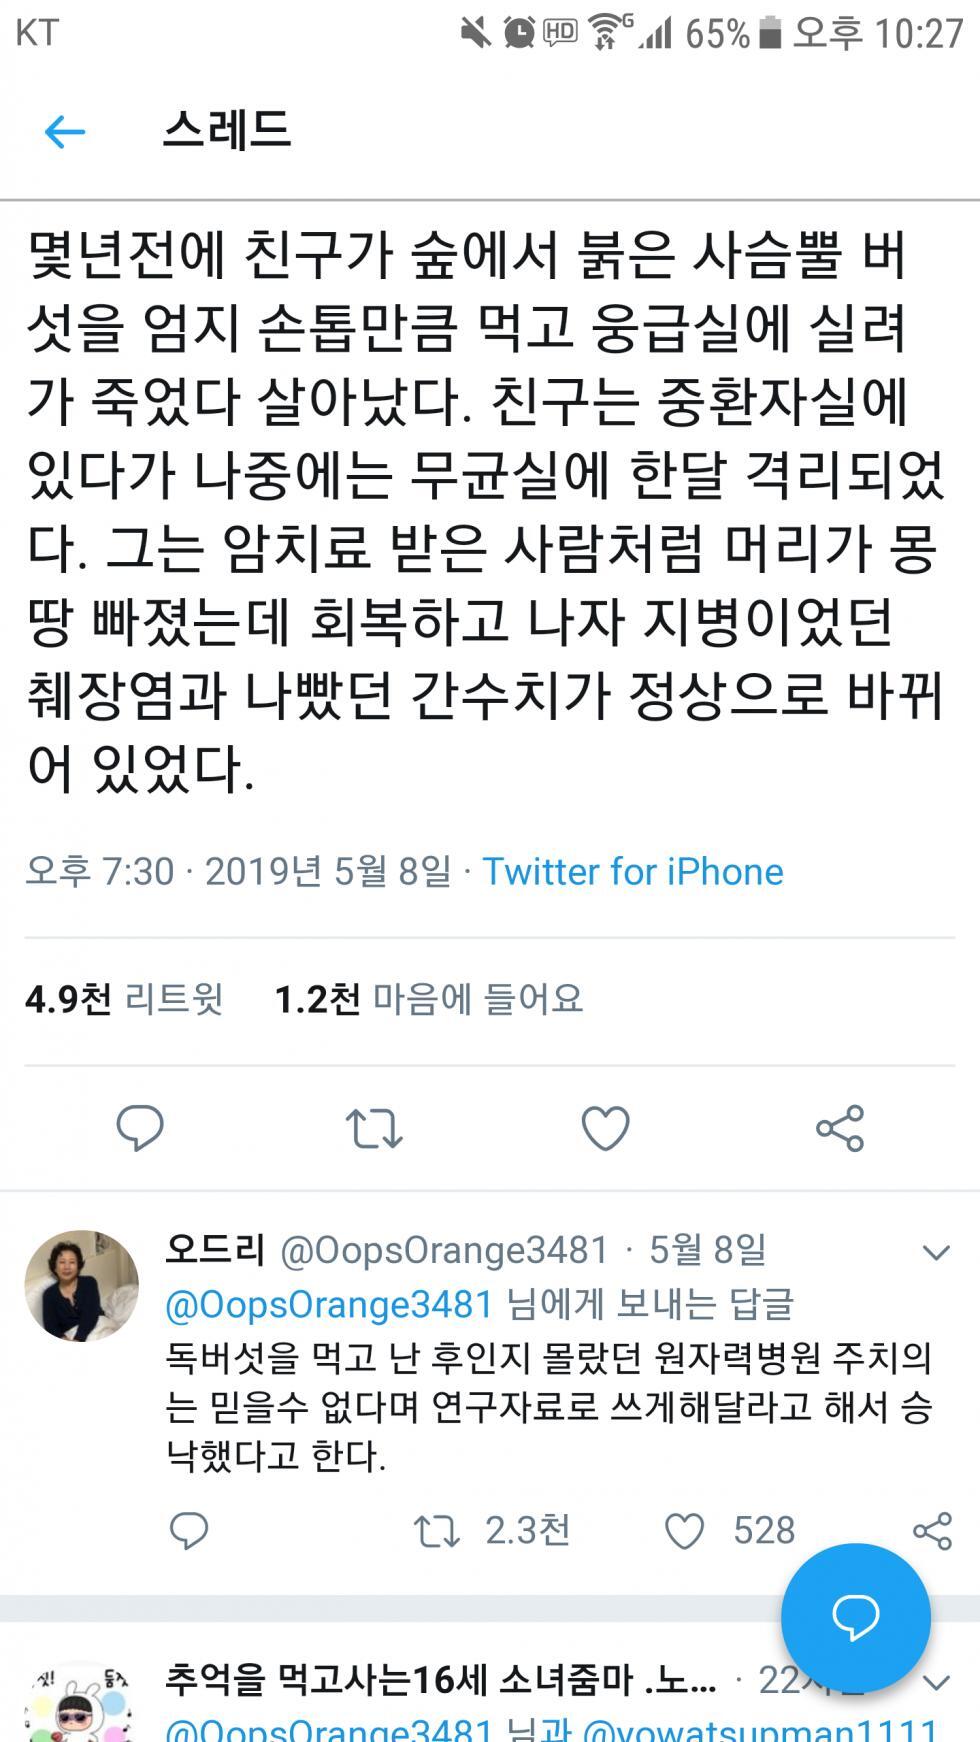 KT HD G 65% 오후 10:27
스레드
몇년전에 친구가 숲에서 붉은 사슴뿔 버
섯을 엄지 손톱만큼 먹고 웅급실에 실려
가 죽었다 살아났다. 친구는 중환자실에
있다가 나중에는 무균실에 한달 격리되었
다. 그는 암치료 받은 사람처럼 머리가 몽
땅 빠졌는데 회복하고 나자 지병이었던
췌장염과 나빴던 간수치가 정상으로 바뀌
어 있었다.
오후 7:30 · 2019년 5월 8일 · Twitter for iPhone
4.9천 리트윗 1.2천 마음에 들어요
오드리 @OopsOrange3481 · 5월 8일
@OopsOrange3481 님에게 보내는 답글
독버섯을 먹고 난 후인지 몰랐던 원자력병원 주치의
는 믿을수 없다며 연구자료로 쓰게해달라고 해서 승
낙했다고 한다.
2.3천 528
추억을 먹고사는16세 소녀줌마 .노... · 22
@OopsOrange3481 님과 @yowatsupman1111